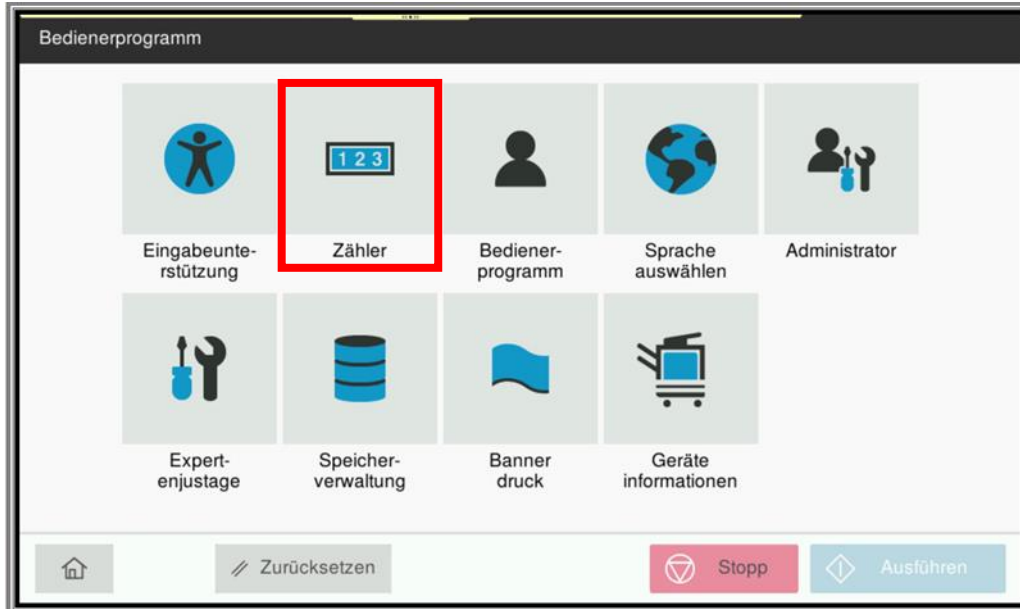 Bedienerprogramm
1 2 3
Eingabeunte-
rstützung
Zähler
Bediener-
programm
Sprache
auswählen
Administrator
Expert-
enjustage
Speicher-
verwaltung
Banner
druck
Geräte
informationen
Zurücksetzen
Stopp
Ausführen